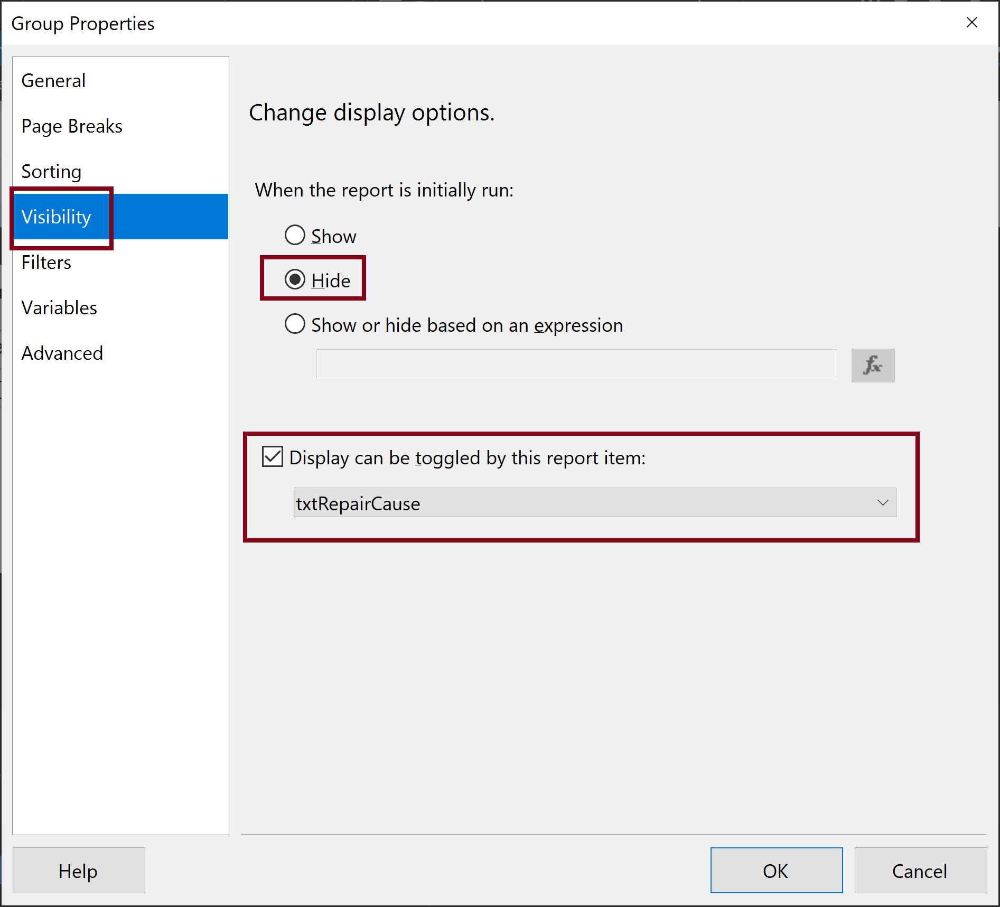 Group Properties
General
Page Breaks
Sorting
Visibility
Filters
Variables
Advanced
Change display options.
When the report is initially run:
Show
Hide
Show or hide based on an expression
fx
Display can be toggled by this report item:
txtRepairCause
Help
OK
Cancel